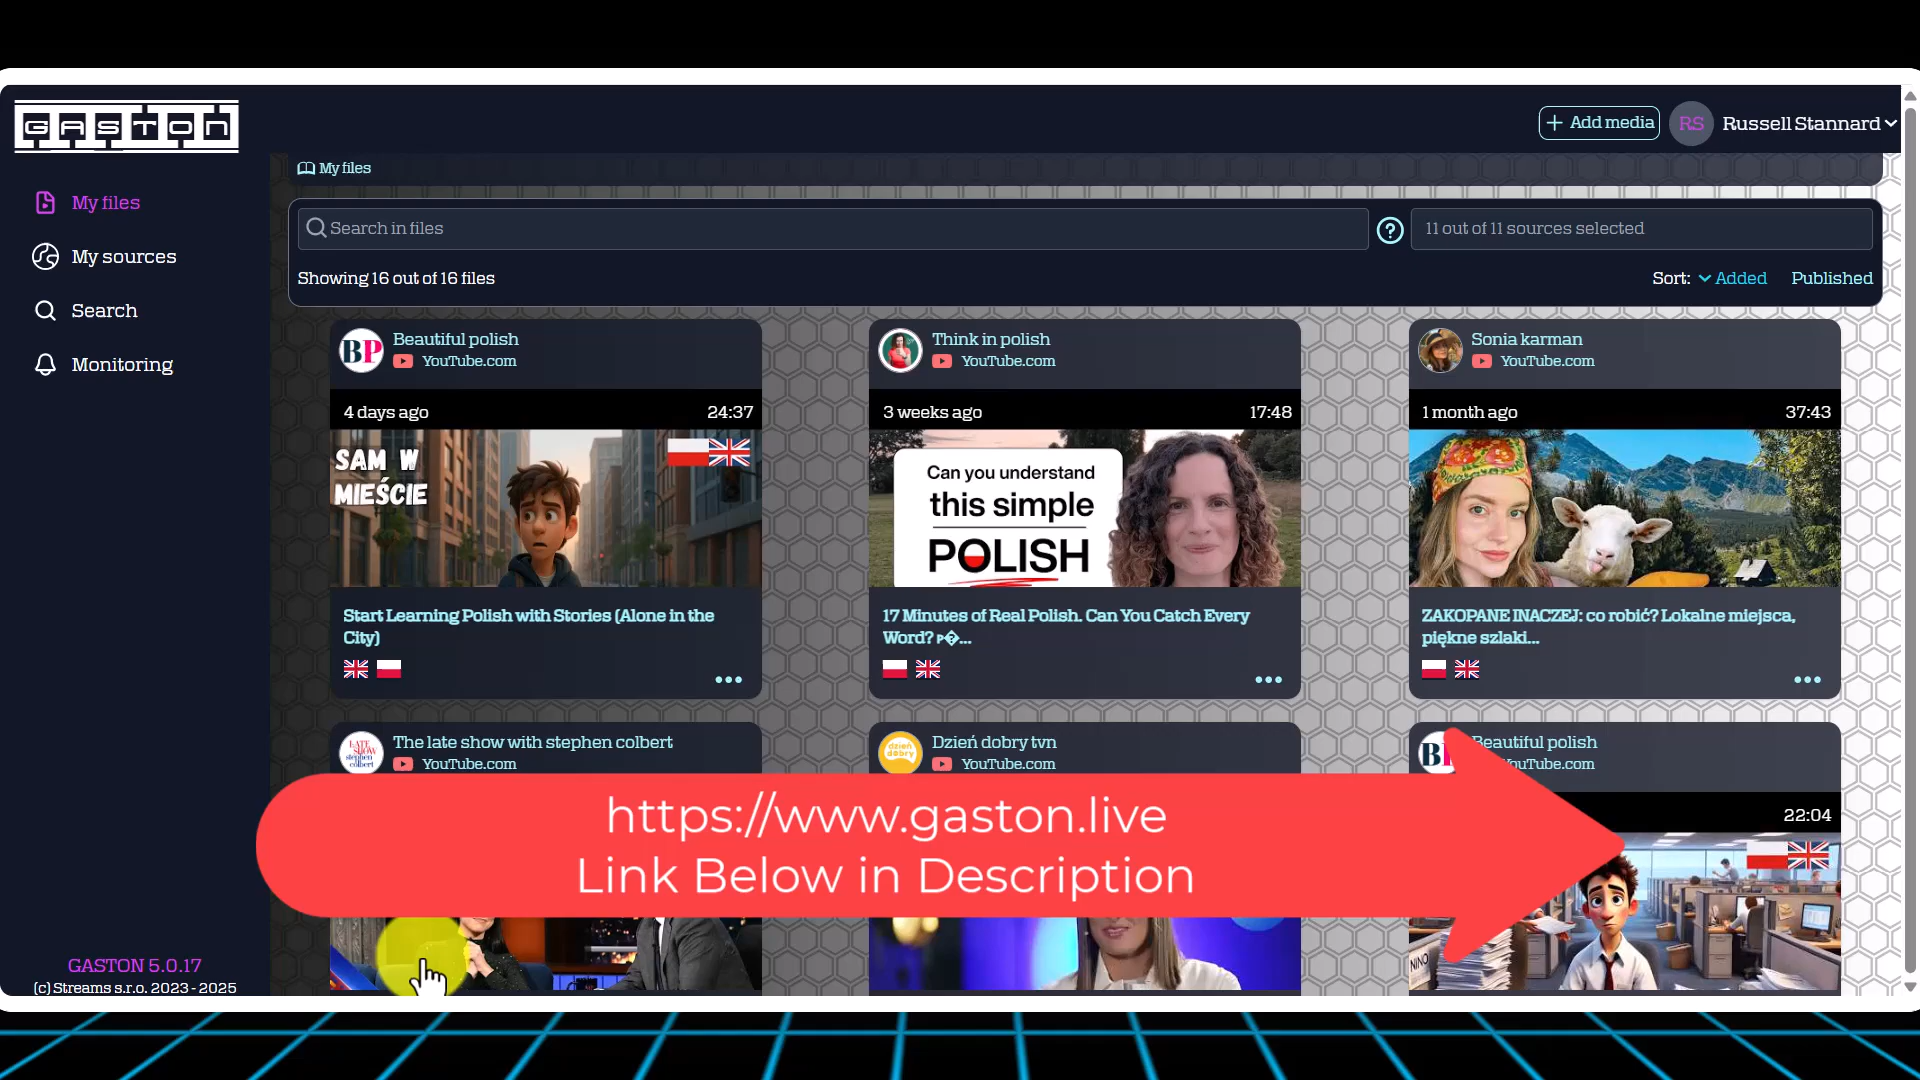 GASTON
+ Add media
RS
Russell Stannard
My files
My sources
Search
Monitoring
My files
Search in files
?
11 out of 11 sources selected
Showing 16 out of 16 files
Sort: Added Published
BP
Beautiful polish
YouTube.com
4 days ago 24:37
SAM W
MIEŚCIE
Start Learning Polish with Stories (Alone in the
City)
Think in polish
YouTube.com
3 weeks ago 17:48
Can you understand
this simple
POLISH
17 Minutes of Real Polish. Can You Catch Every
Word? P�...
Sonia karman
YouTube.com
1 month ago 37:43
ZAKOPANE INACZEJ: co robić? Lokalne miejsca,
piękne szlaki...
LATE
SHOW
stephen
colbert
The late show with stephen colbert
YouTube.com
dzień
dobry
Dzień dobry tvn
YouTube.com
Beautiful polish
YouTube.com
22:04
https://www.gaston.live
Link Below in Description
GASTON 5.0.17
(c) Streams s.r.o. 2023 - 2025